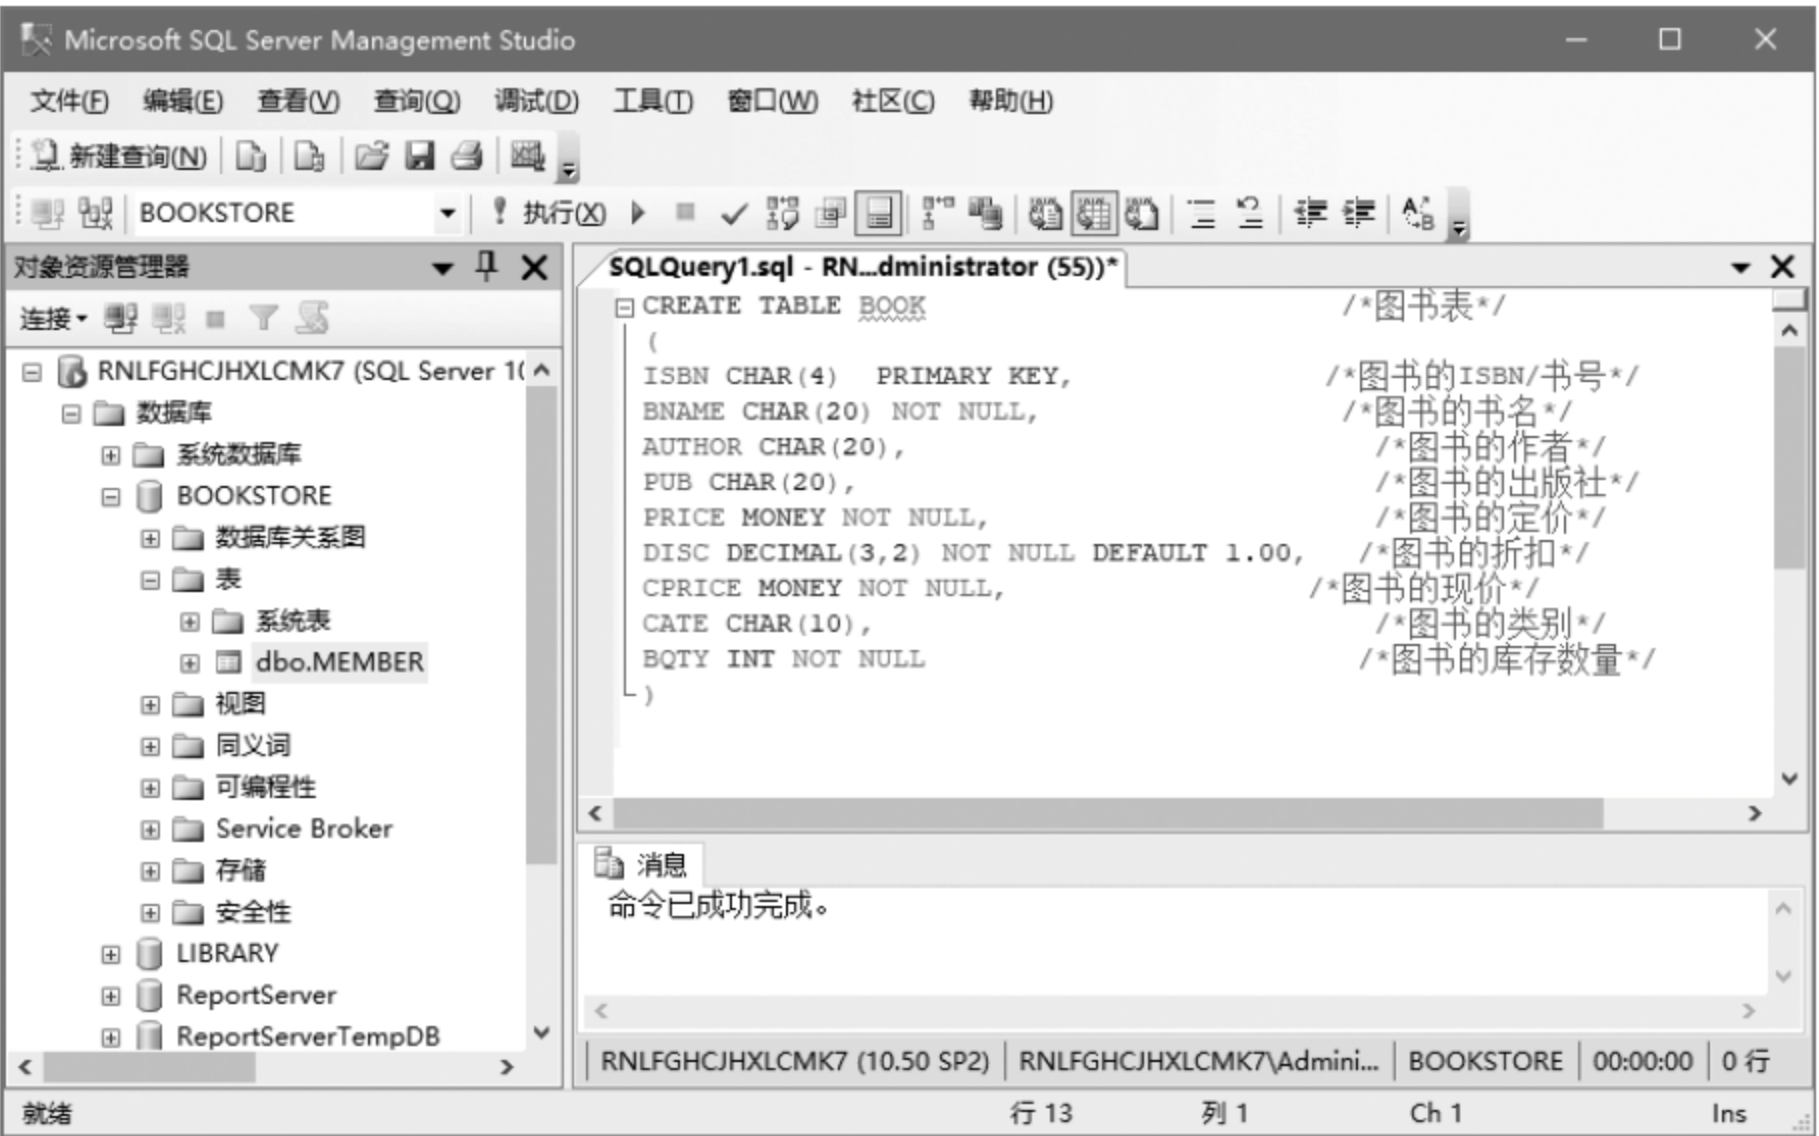 Microsoft SQL Server Management Studio
文件(F) 编辑(E) 查看(V) 查询(Q) 调试(D) 工具(T) 窗口(W) 社区(C) 帮助(H)
新建查询(N)
BOOKSTORE 执行(X)
对象资源管理器
连接
RNLFGHCJHXLCMK7 (SQL Server 10
数据库
系统数据库
BOOKSTORE
数据库关系图
表
系统表
dbo.MEMBER
视图
同义词
可编程性
Service Broker
存储
安全性
LIBRARY
ReportServer
ReportServerTempDB
SQLQuery1.sql - RN...dministrator (55))*
CREATE TABLE BOOK /*图书表*/
(
ISBN CHAR(4) PRIMARY KEY, /*图书的ISBN/书号*/
BNAME CHAR(20) NOT NULL, /*图书的书名*/
AUTHOR CHAR(20), /*图书的作者*/
PUB CHAR(20), /*图书的出版社*/
PRICE MONEY NOT NULL, /*图书的定价*/
DISC DECIMAL(3,2) NOT NULL DEFAULT 1.00, /*图书的折扣*/
CPRICE MONEY NOT NULL, /*图书的现价*/
CATE CHAR(10), /*图书的类别*/
BQTY INT NOT NULL /*图书的库存数量*/
)
消息
命令已成功完成。
RNLFGHCJHXLCMK7 (10.50 SP2) RNLFGHCJHXLCMK7\Admini... BOOKSTORE 00:00:00 0 行
就绪 行 13 列 1 Ch 1 Ins